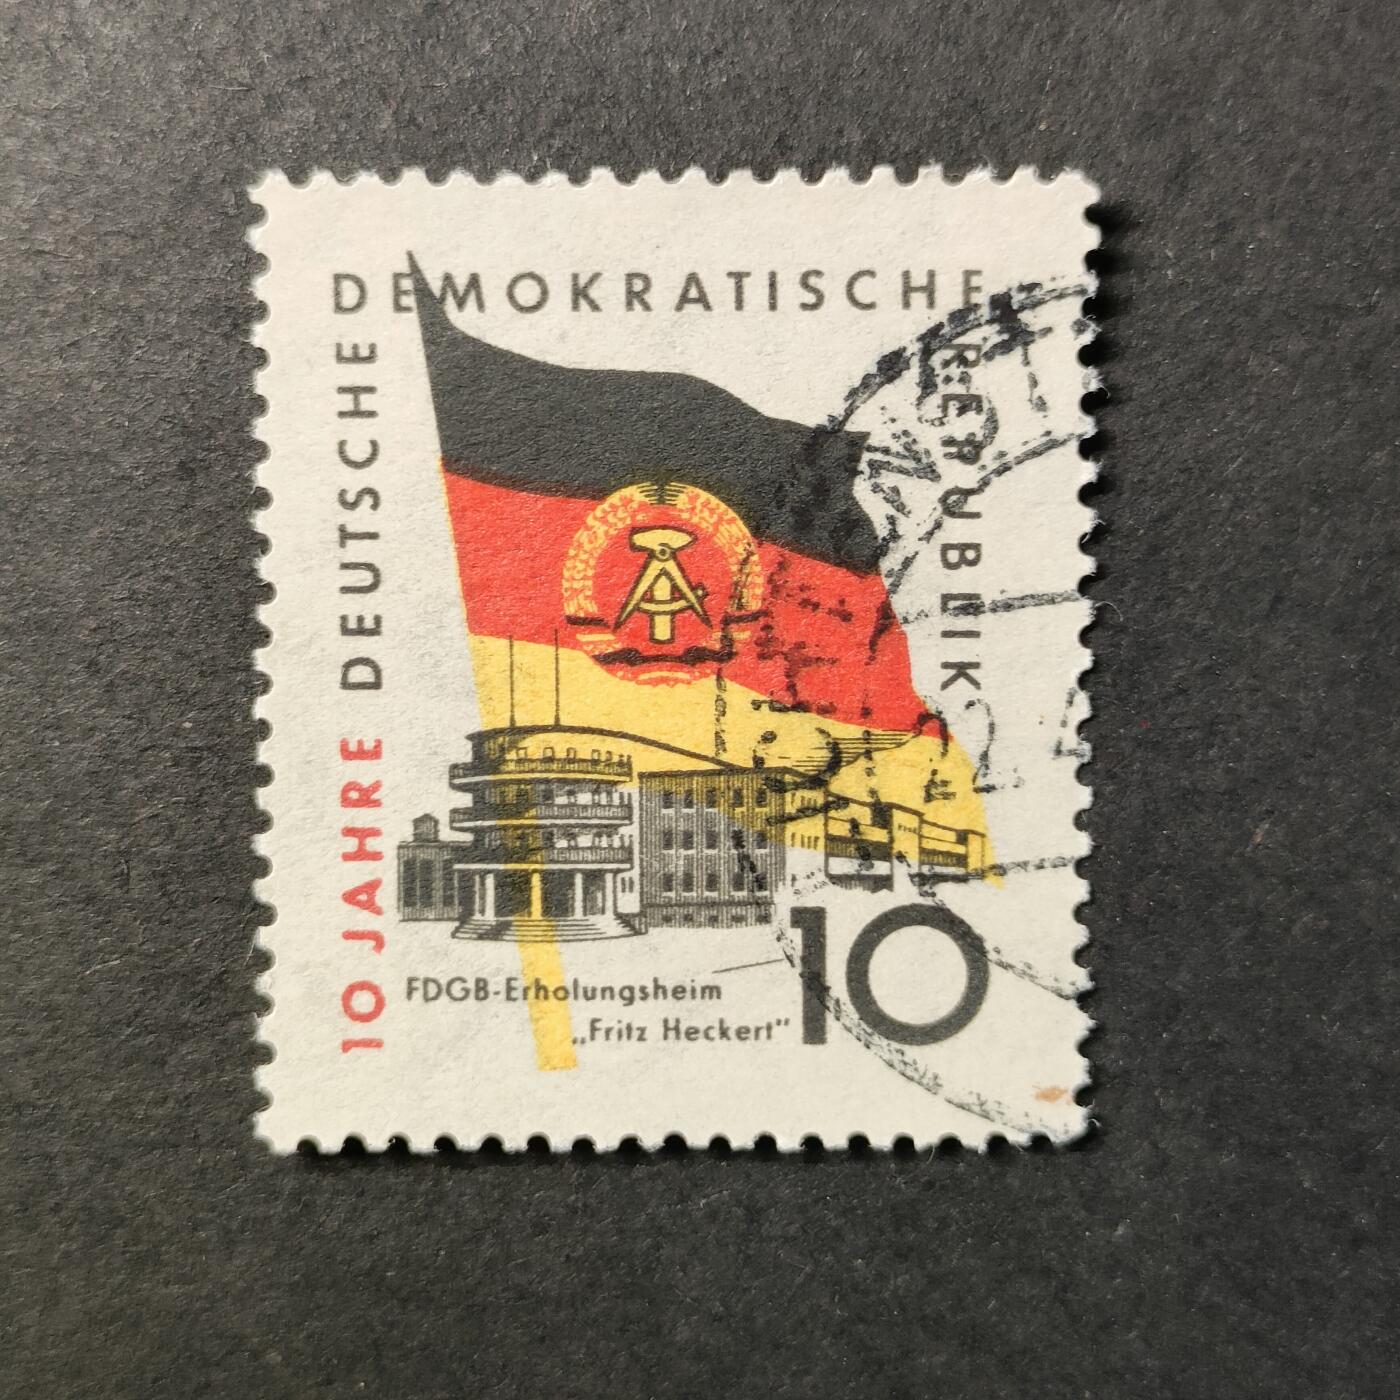 10 JAHRE DEUTSCHE
DEMOKRATISCHE
REPUBLIK
FDGB-Erholungsheim
„Fritz Heckert"
10